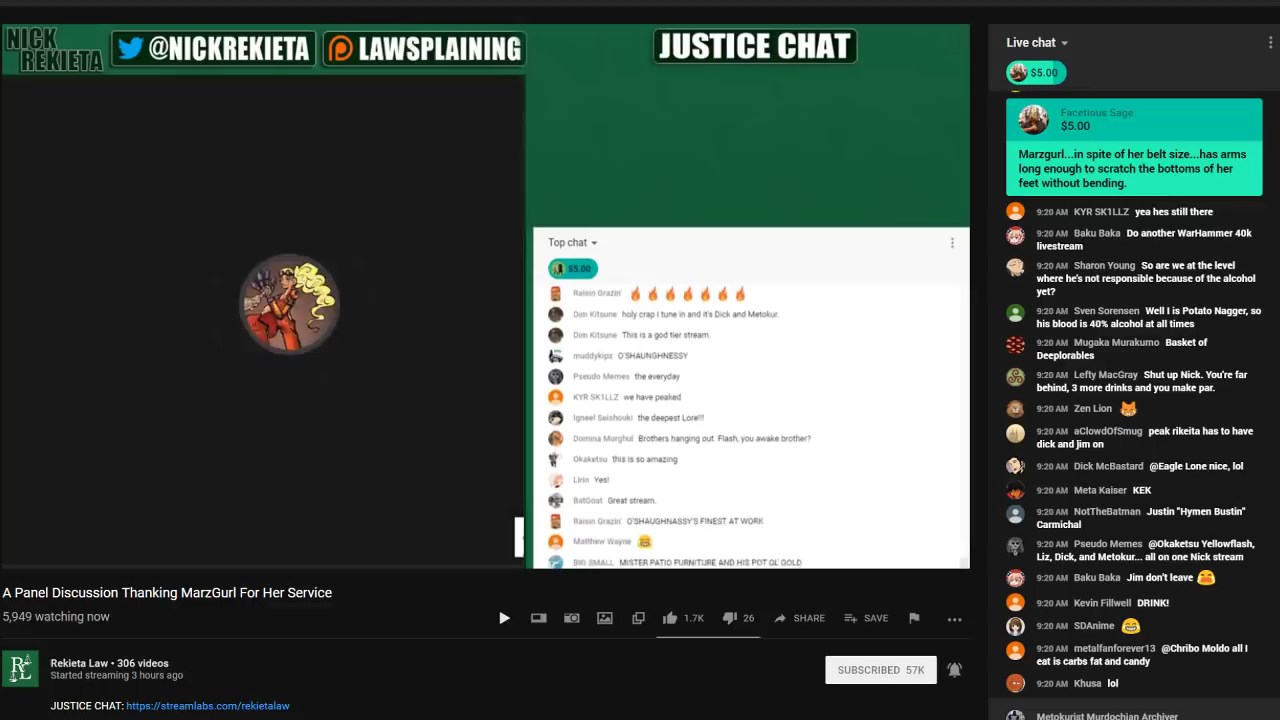 NICK
REKIETA
@NICKREKIETA
LAWSPLAINING
JUSTICE CHAT
Top chat
$5.00
Raisin Grazin'
Dim Kitsune holy crap I tune in and it's Dick and Metokur.
Dim Kitsune This is a god tier stream.
muddykipz O'SHAUNGHNESSY
Pseudo Memes the everyday
KYR SK1LLZ we have peaked
Igneel Seishouki the deepest Lore!!!
Domina Morghul Brothers hanging out. Flash, you awake brother?
Okaketsu this is so amazing
Lirin Yes!
BatGoat Great stream.
Raisin Grazin' O'SHAUGHNASSY'S FINEST AT WORK
Matthew Wayne
BIG SMALL MISTER PATIO FURNITURE AND HIS POT OL' GOLD
A Panel Discussion Thanking MarzGurl For Her Service
5,949 watching now
1.7K
26
SHARE
SAVE
Rekieta Law • 306 videos
Started streaming 3 hours ago
SUBSCRIBED 57K
JUSTICE CHAT: https://streamlabs.com/rekietalaw
Live chat
$5.00
Facetious Sage
$5.00
Marzgurl...in spite of her belt size...has arms
long enough to scratch the bottoms of her
feet without bending.
9:20 AM KYR SK1LLZ yea hes still there
9:20 AM Baku Baka Do another WarHammer 40k
livestream
9:20 AM Sharon Young So are we at the level
where he's not responsible because of the alcohol
yet?
9:20 AM Sven Sorensen Well I is Potato Nagger, so
his blood is 40% alcohol at all times
9:20 AM Mugaka Murakumo Basket of
Deeplorables
9:20 AM Lefty MacGray Shut up Nick. You're far
behind, 3 more drinks and you make par.
9:20 AM Zen Lion
9:20 AM aClowdOfSmug peak rikeita has to have
dick and jim on
9:20 AM Dick McBastard @Eagle Lone nice, lol
9:20 AM Meta Kaiser KEK
9:20 AM NotTheBatman Justin "Hymen Bustin"
Carmichal
9:20 AM Pseudo Memes @Okaketsu Yellowflash,
Liz, Dick, and Metokur... all on one Nick stream
9:20 AM Baku Baka Jim don't leave
9:20 AM Kevin Fillwell DRINK!
9:20 AM SDAnime
9:20 AM metalfanforever13 @Chribo Moldo all I
eat is carbs fat and candy
9:20 AM Khusa lol
Metokurist Murdochian Archiver